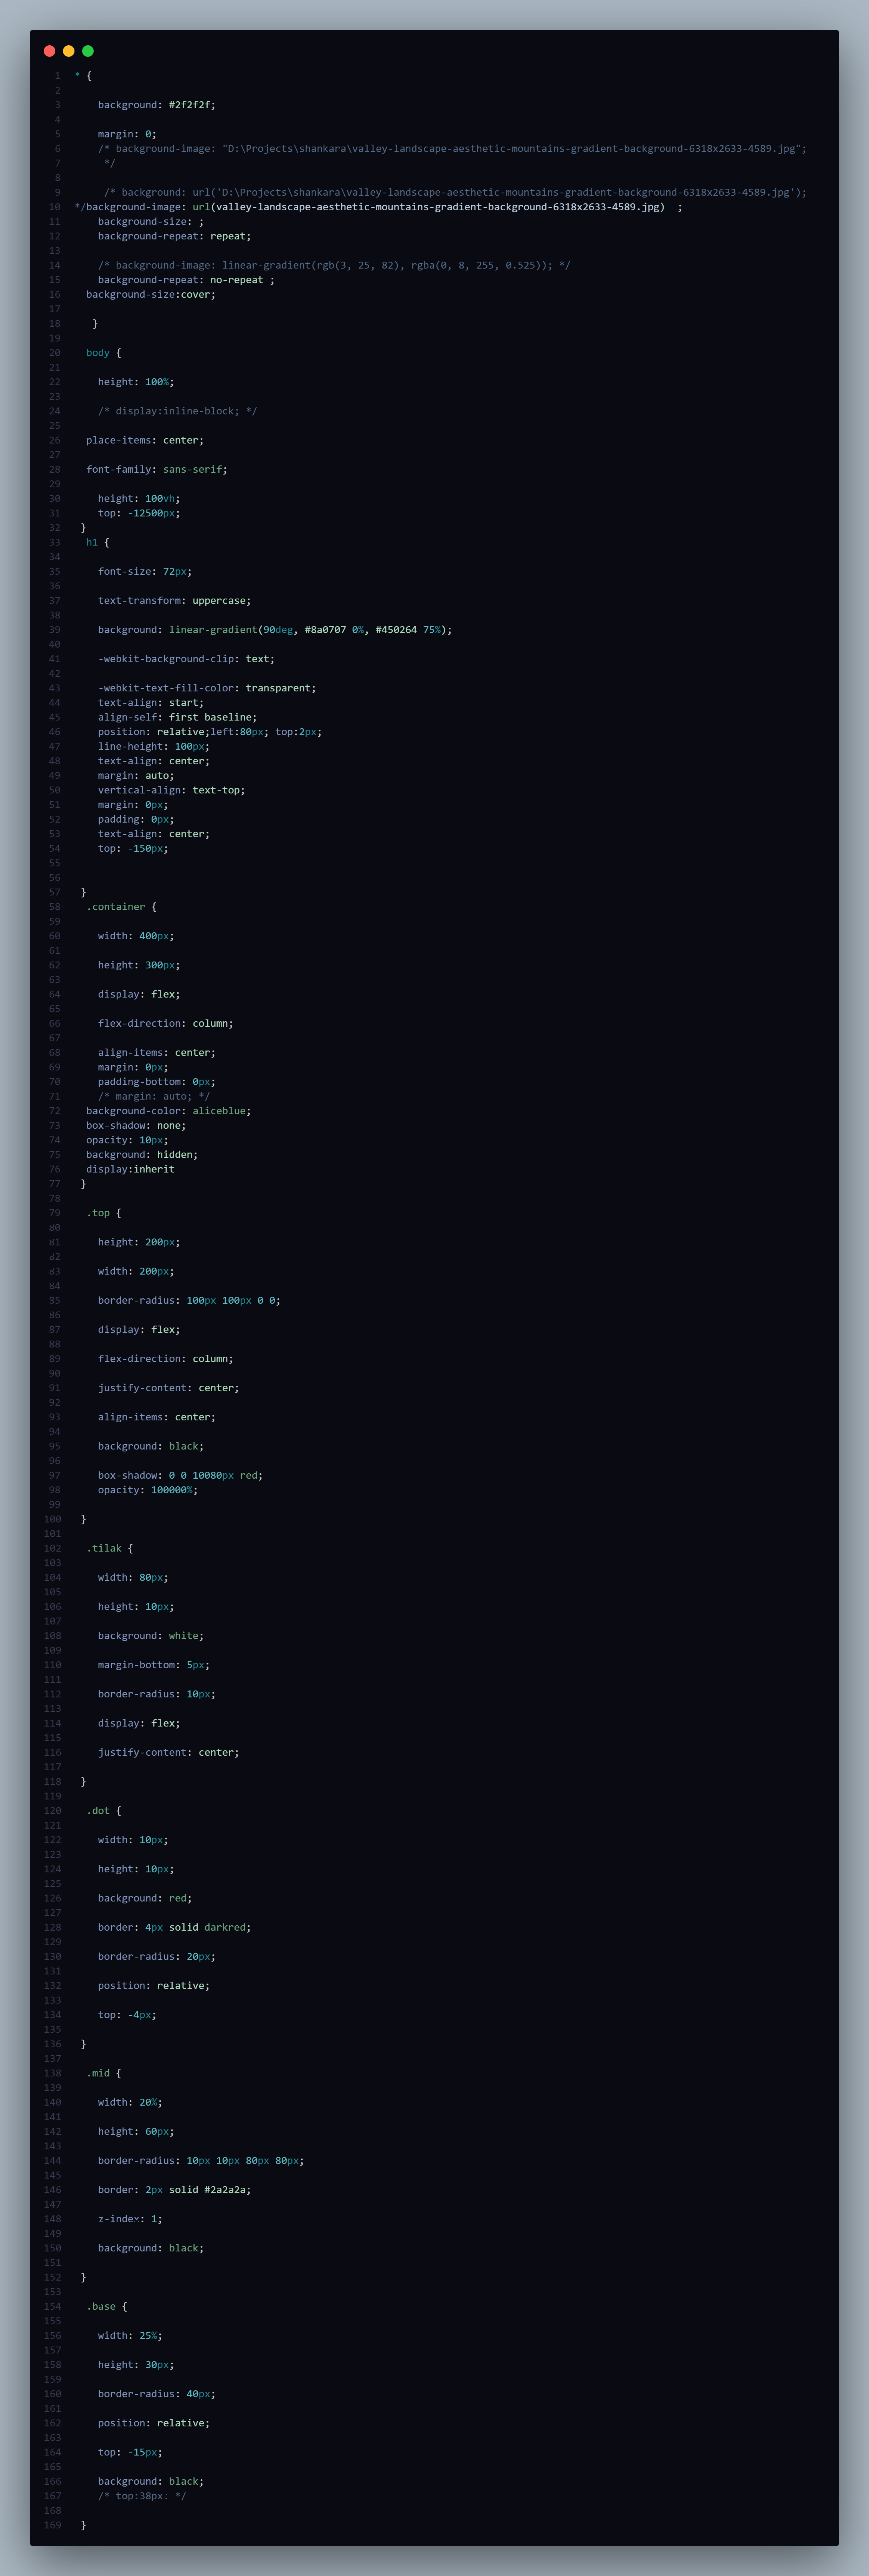 1 * {
2
3 background: #2f2f2f;
4
5 margin: 0;
6 /* background-image: "D:\Projects\shankara\valley-landscape-aesthetic-mountains-gradient-background-6318x2633-4589.jpg";
7 */
8
9 /* background: url('D:\Projects\shankara\valley-landscape-aesthetic-mountains-gradient-background-6318x2633-4589.jpg');
10 */background-image: url(valley-landscape-aesthetic-mountains-gradient-background-6318x2633-4589.jpg)  ;
11 background-size: ;
12 background-repeat: repeat;
13
14 /* background-image: linear-gradient(rgb(3, 25, 82), rgba(0, 8, 255, 0.525)); */
15 background-repeat: no-repeat ;
16 background-size:cover;
17
18 }
19
20 body {
21
22 height: 100%;
23
24 /* display:inline-block; */
25
26 place-items: center;
27
28 font-family: sans-serif;
29
30 height: 100vh;
31 top: -12500px;
32 }
33 h1 {
34
35 font-size: 72px;
36
37 text-transform: uppercase;
38
39 background: linear-gradient(90deg, #8a0707 0%, #450264 75%);
40
41 -webkit-background-clip: text;
42
43 -webkit-text-fill-color: transparent;
44 text-align: start;
45 align-self: first baseline;
46 position: relative;left:80px; top:2px;
47 line-height: 100px;
48 text-align: center;
49 margin: auto;
50 vertical-align: text-top;
51 margin: 0px;
52 padding: 0px;
53 text-align: center;
54 top: -150px;
55
56
57 }
58 .container {
59
60 width: 400px;
61
62 height: 300px;
63
64 display: flex;
65
66 flex-direction: column;
67
68 align-items: center;
69 margin: 0px;
70 padding-bottom: 0px;
71 /* margin: auto; */
72 background-color: aliceblue;
73 box-shadow: none;
74 opacity: 10px;
75 background: hidden;
76 display:inherit
77 }
78
79 .top {
80
81 height: 200px;
82
83 width: 200px;
84
85 border-radius: 100px 100px 0 0;
86
87 display: flex;
88
89 flex-direction: column;
90
91 justify-content: center;
92
93 align-items: center;
94
95 background: black;
96
97 box-shadow: 0 0 10080px red;
98 opacity: 100000%;
99
100 }
101
102 .tilak {
103
104 width: 80px;
105
106 height: 10px;
107
108 background: white;
109
110 margin-bottom: 5px;
111
112 border-radius: 10px;
113
114 display: flex;
115
116 justify-content: center;
117
118 }
119
120 .dot {
121
122 width: 10px;
123
124 height: 10px;
125
126 background: red;
127
128 border: 4px solid darkred;
129
130 border-radius: 20px;
131
132 position: relative;
133
134 top: -4px;
135
136 }
137
138 .mid {
139
140 width: 20%;
141
142 height: 60px;
143
144 border-radius: 10px 10px 80px 80px;
145
146 border: 2px solid #2a2a2a;
147
148 z-index: 1;
149
150 background: black;
151
152 }
153
154 .base {
155
156 width: 25%;
157
158 height: 30px;
159
160 border-radius: 40px;
161
162 position: relative;
163
164 top: -15px;
165
166 background: black;
167 /* top:38px. */
168
169 }